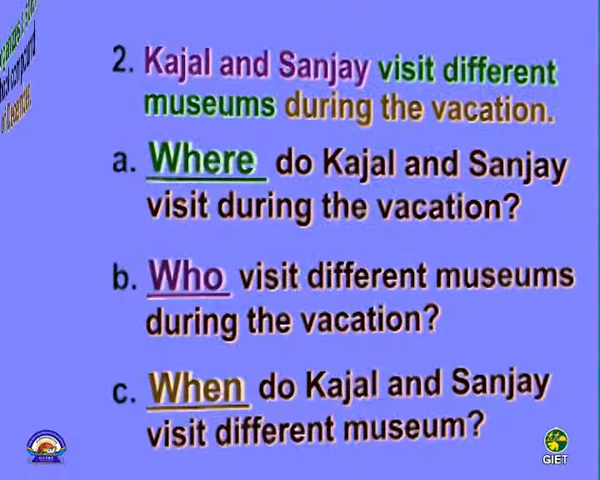 2. Kajal and Sanjay visit different
museums during the vacation.
a. Where do Kajal and Sanjay
visit during the vacation?
b. Who visit different museums
during the vacation?
c. When do Kajal and Sanjay
visit different museum?
GIET